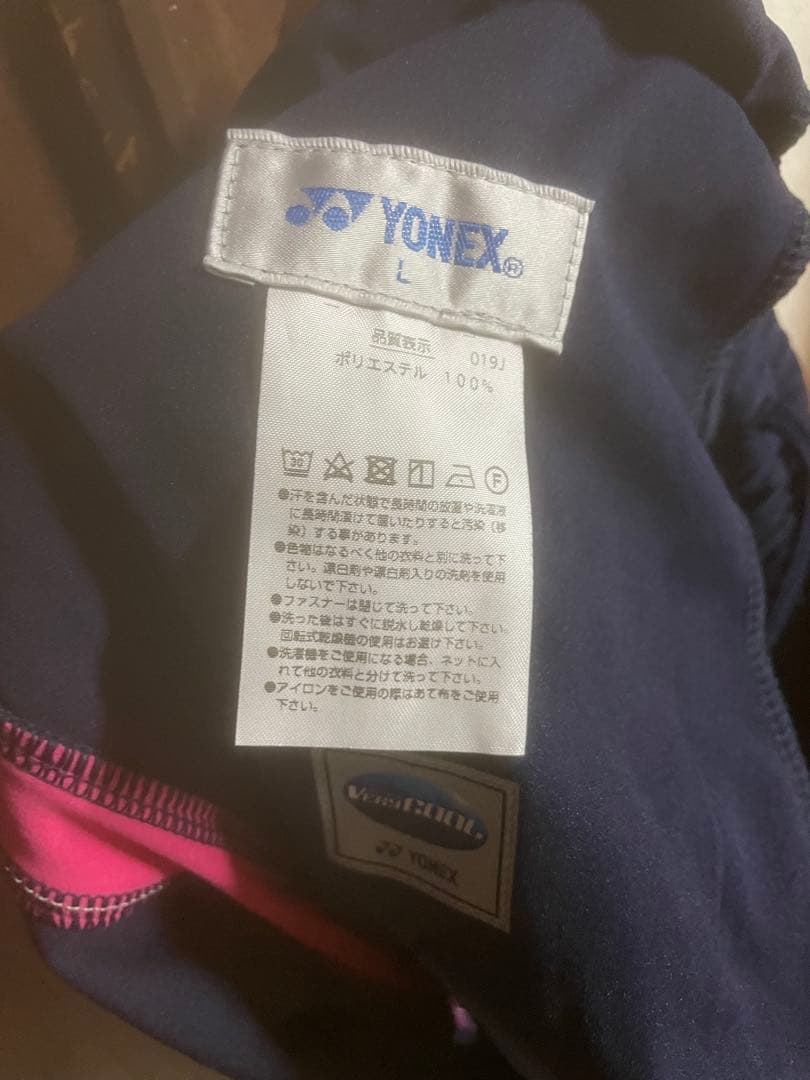 YONEX®
L
品質表示 019J
ポリエステル 100%
30 F
●汗を含んだ状態で長時間の放置や洗濯液
に長時間漬けて置いたりすると汚染(移
染)する事があります。
●色物はなるべく他の衣料と別に洗って下
さい。漂白剤や漂白剤入りの洗剤を使用
しないで下さい。
●ファスナーは閉じて洗って下さい。
●洗った後はすぐに脱水し乾燥して下さい。
回転式乾燥機の使用はお避け下さい。
●洗濯機をご使用になる場合、ネットに入
れて他の衣料と分けて洗って下さい。
●アイロンをご使用の際はあて布をご使用
下さい。
VERYCOOL
YONEX